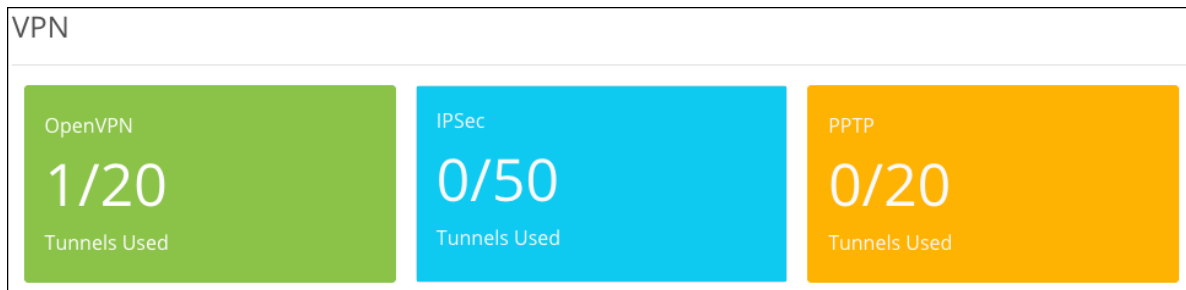 VPN
OpenVPN
1/20
Tunnels Used
IPSec
0/50
Tunnels Used
PPTP
0/20
Tunnels Used